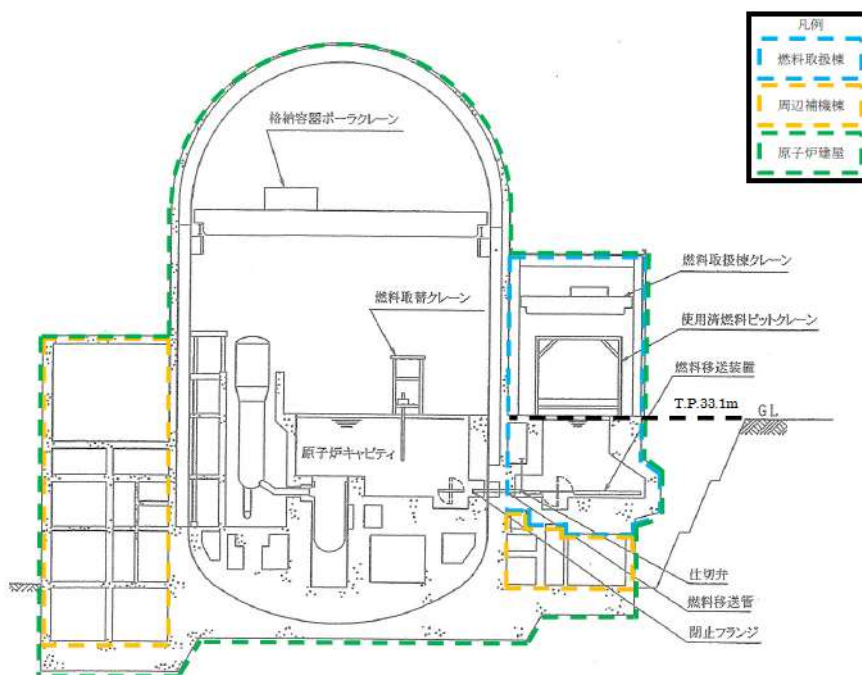 凡例
燃料取扱棟
周辺補機棟
原子炉建屋
格納容器ポーラクレーン
燃料取扱棟クレーン
燃料取替クレーン
使用済燃料ピットクレーン
燃料移送装置
T.P.33.1m
GL
原子炉キャビティ
仕切弁
燃料移送管
閉止フランジ